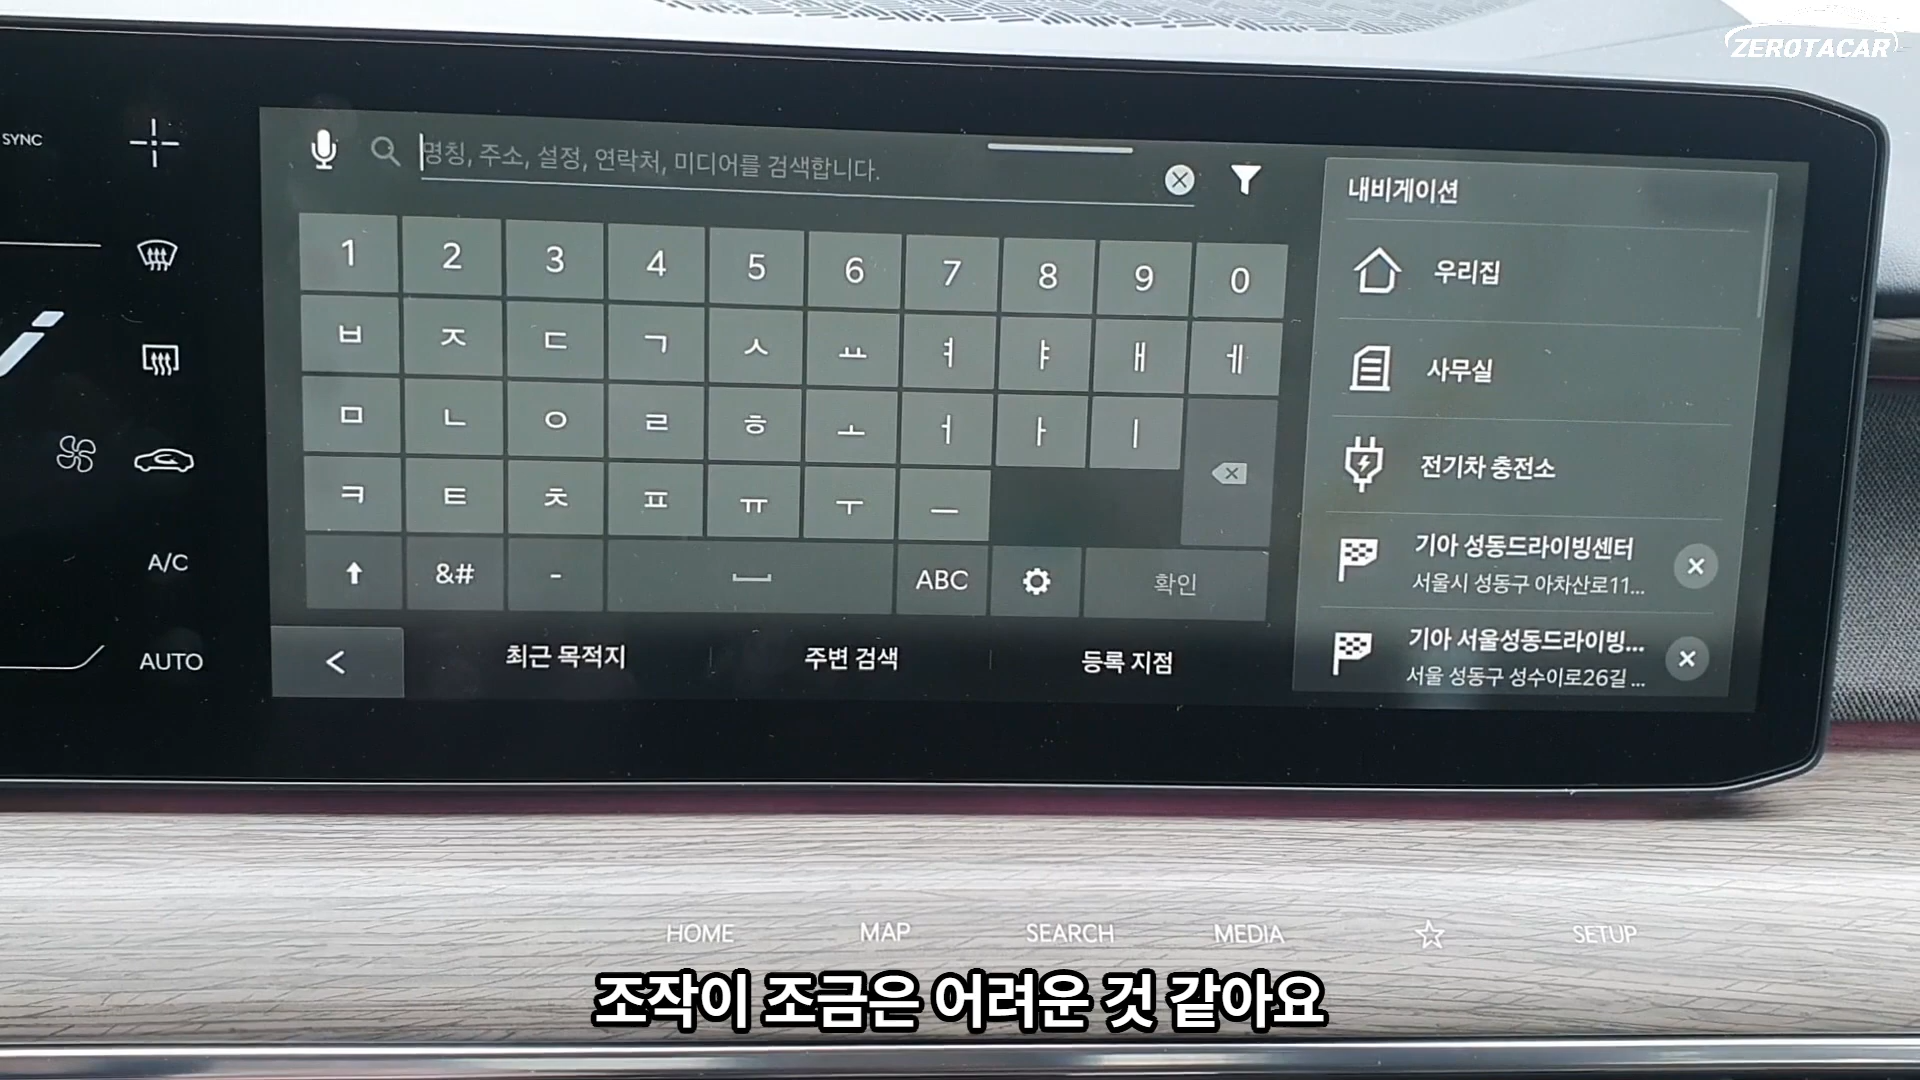 ZEROTACAR
SYNC
명칭, 주소, 설정, 연락처, 미디어를 검색합니다.
1 2 3 4 5 6 7 8 9 0
ㅂ ㅈ ㄷ ㄱ ㅅ ㅛ ㅕ ㅑ ㅐ ㅔ
ㅁ ㄴ ㅇ ㄹ ㅎ ㅗ ㅓ ㅏ ㅣ
ㅋ ㅌ ㅊ ㅍ ㅠ ㅜ ㅡ
&# - ABC 확인
< 최근 목적지 주변 검색 등록 지점
내비게이션
우리집
사무실
전기차 충전소
기아 성동드라이빙센터
서울시 성동구 아차산로11...
기아 서울성동드라이빙...
서울 성동구 성수이로26길 ...
A/C
AUTO
HOME MAP SEARCH MEDIA SETUP
조작이 조금은 어려운 것 같아요